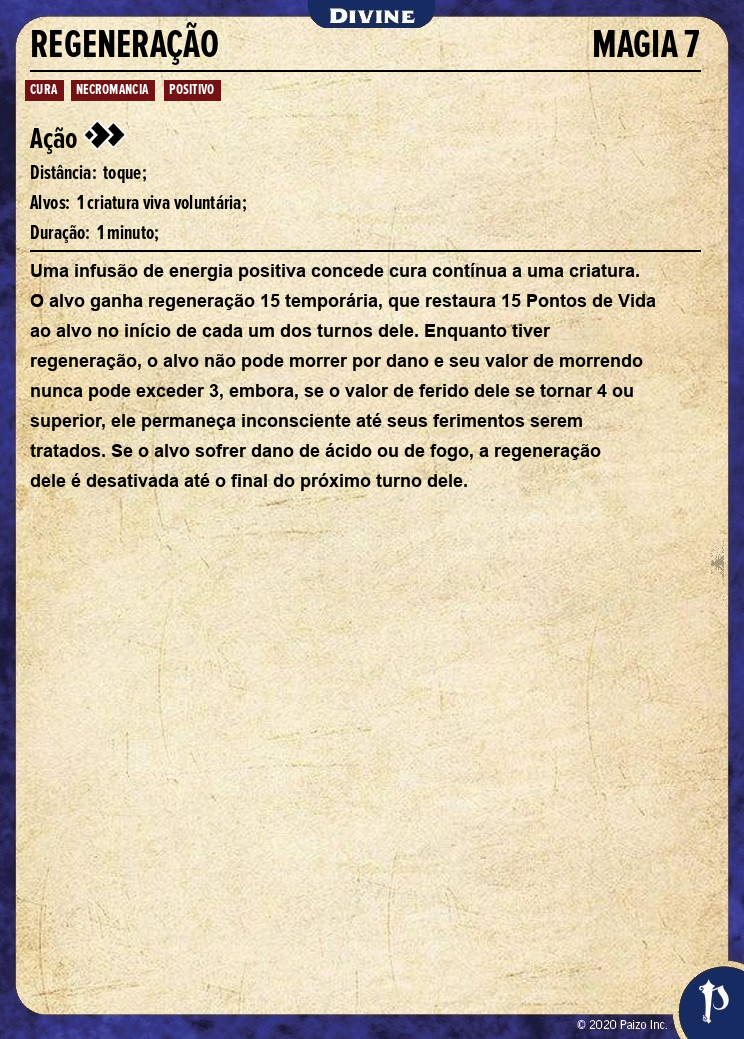 DIVINE
REGENERAÇÃO MAGIA 7
CURA NECROMANCIA POSITIVO
Ação
Distância: toque;
Alvos: 1 criatura viva voluntária;
Duração: 1 minuto;
Uma infusão de energia positiva concede cura contínua a uma criatura.
O alvo ganha regeneração 15 temporária, que restaura 15 Pontos de Vida
ao alvo no início de cada um dos turnos dele. Enquanto tiver
regeneração, o alvo não pode morrer por dano e seu valor de morrendo
nunca pode exceder 3, embora, se o valor de ferido dele se tornar 4 ou
superior, ele permaneça inconsciente até seus ferimentos serem
tratados. Se o alvo sofrer dano de ácido ou de fogo, a regeneração
dele é desativada até o final do próximo turno dele.
© 2020 Paizo Inc.